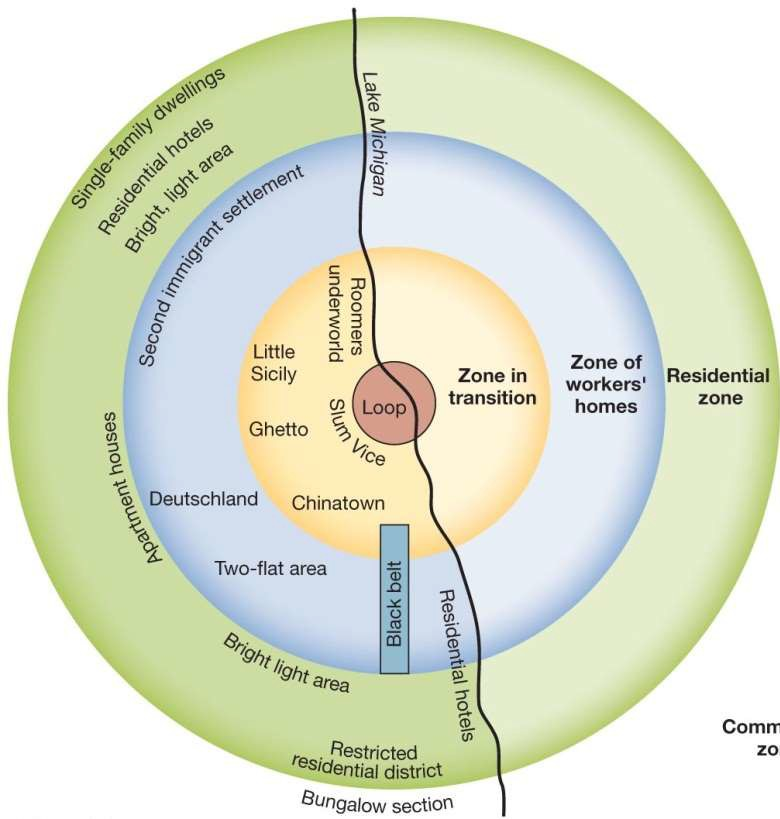 Single-family dwellings
Residential hotels
Bright, light area
Second immigrant settlement
Lake Michigan
Roomers
underworld
Little
Sicily
Ghetto
Slum Vice
Loop
Zone in
transition
Zone of
workers'
homes
Residential
zone
Apartment houses
Deutschland
Chinatown
Two-flat area
Black belt
Residential hotels
Bright light area
Restricted
residential district
Bungalow section